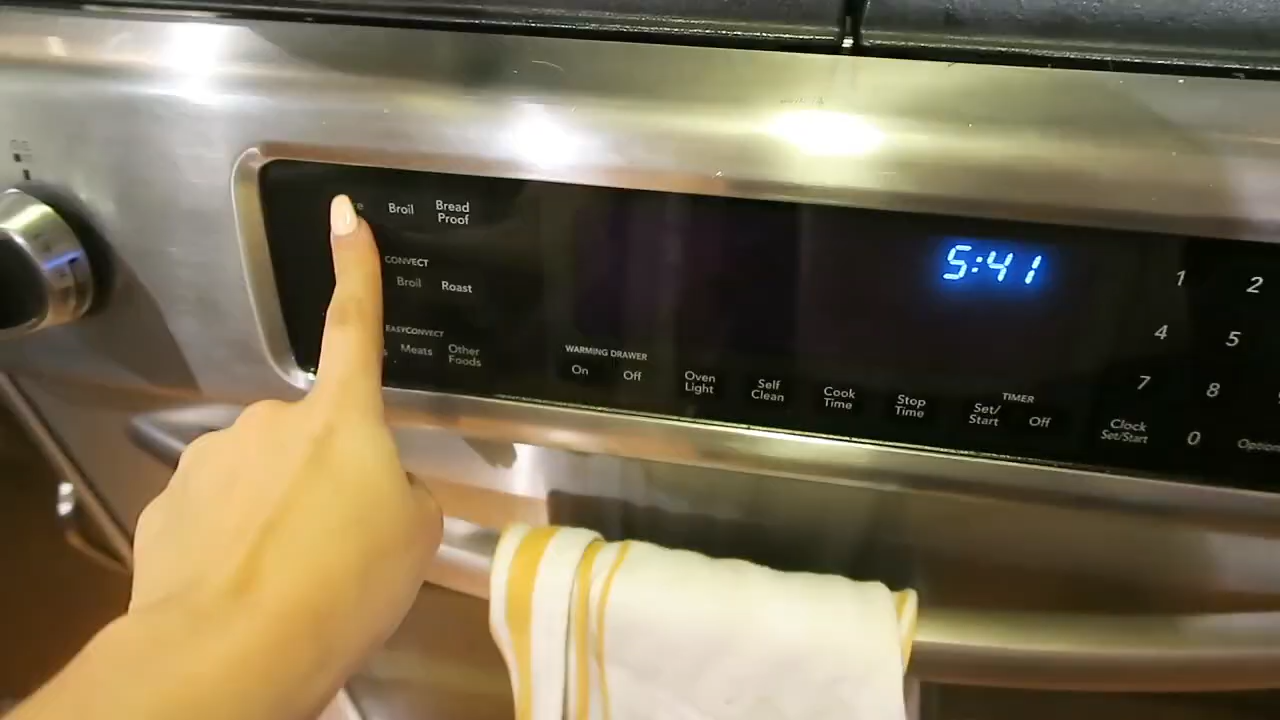 Broil
Bread
Proof
CONVECT
Broil
Roast
EASYCONVECT
Meats
Other
Foods
WARMING DRAWER
On
Off
Oven
Light
Self
Clean
Cook
Time
Stop
Time
TIMER
Set/
Start
Off
5:41
Clock
Set/Start
1
2
4
5
7
8
0